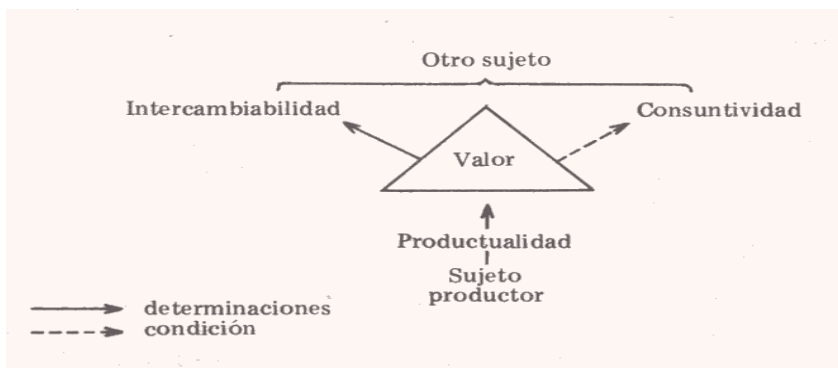 Otro sujeto
Intercambiabilidad
Consuntividad
Valor
Productualidad
Sujeto
productor
determinaciones
condición